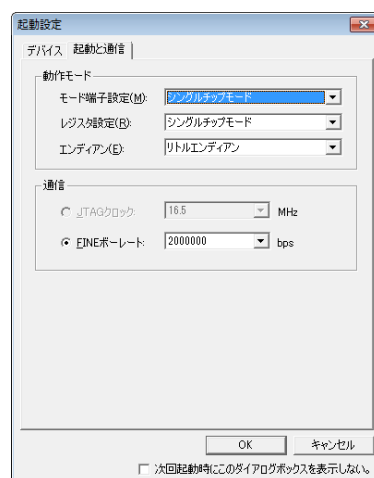 起動設定
デバイス 起動と通信
動作モード
モード端子設定(M): シングルチップモード
レジスタ設定(R): シングルチップモード
エンディアン(E): リトルエンディアン
通信
JTAGクロック: 16.5 MHz
FINEボーレート: 2000000 bps
OK キャンセル
次回起動時にこのダイアログボックスを表示しない。